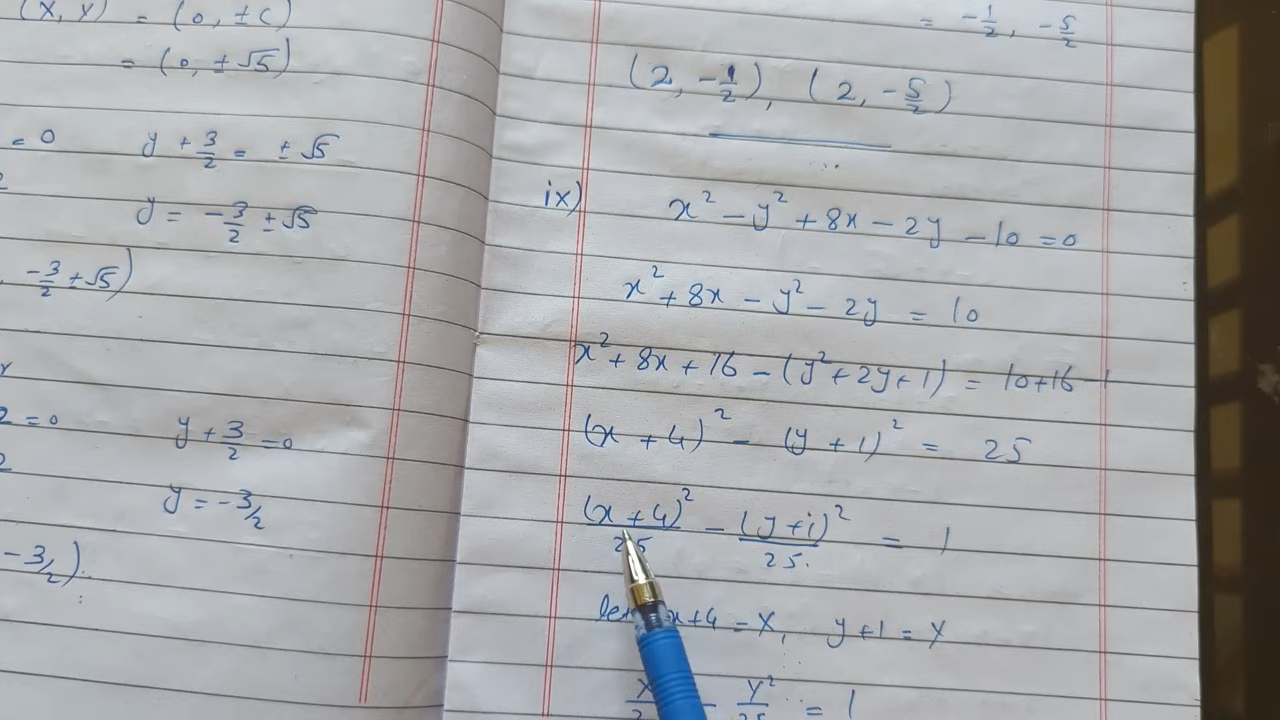 (X, Y) = (0, ±c)
= (0, ±√5)
= 0 y + 3/2 = ±√5
y = -3/2 ±√5
-3/2 ±√5)
2 = 0 y + 3/2 = 0
y = -3/2
-3/2).
= -1/2, -5/2
(2, -1/2), (2, -5/2)
ix) x² - y² + 8x - 2y - 10 = 0
x² + 8x - y² - 2y = 10
x² + 8x + 16 - (y² + 2y + 1) = 10+16-1
(x + 4)² - (y + 1)² = 25
(x + 4)²/25 - (y + 1)²/25. = 1
let x+4 = X, y+1 = Y
Y²/25 = 1